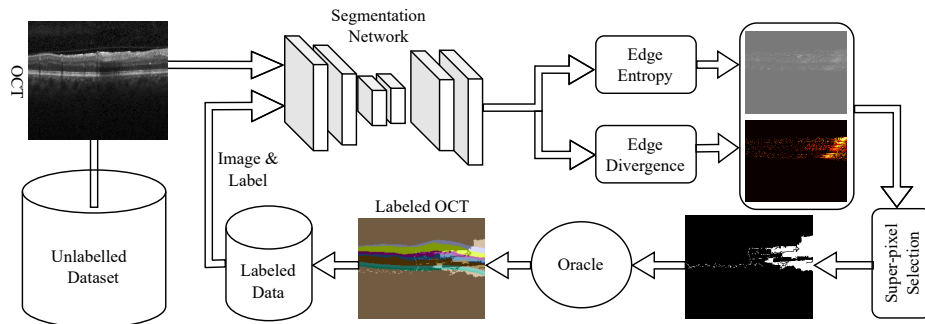 Segmentation
Network
OCT
Edge
Entropy
Edge
Divergence
Image &
Label
Labeled OCT
Unlabelled
Dataset
Labeled
Data
Oracle
Super-pixel
Selection